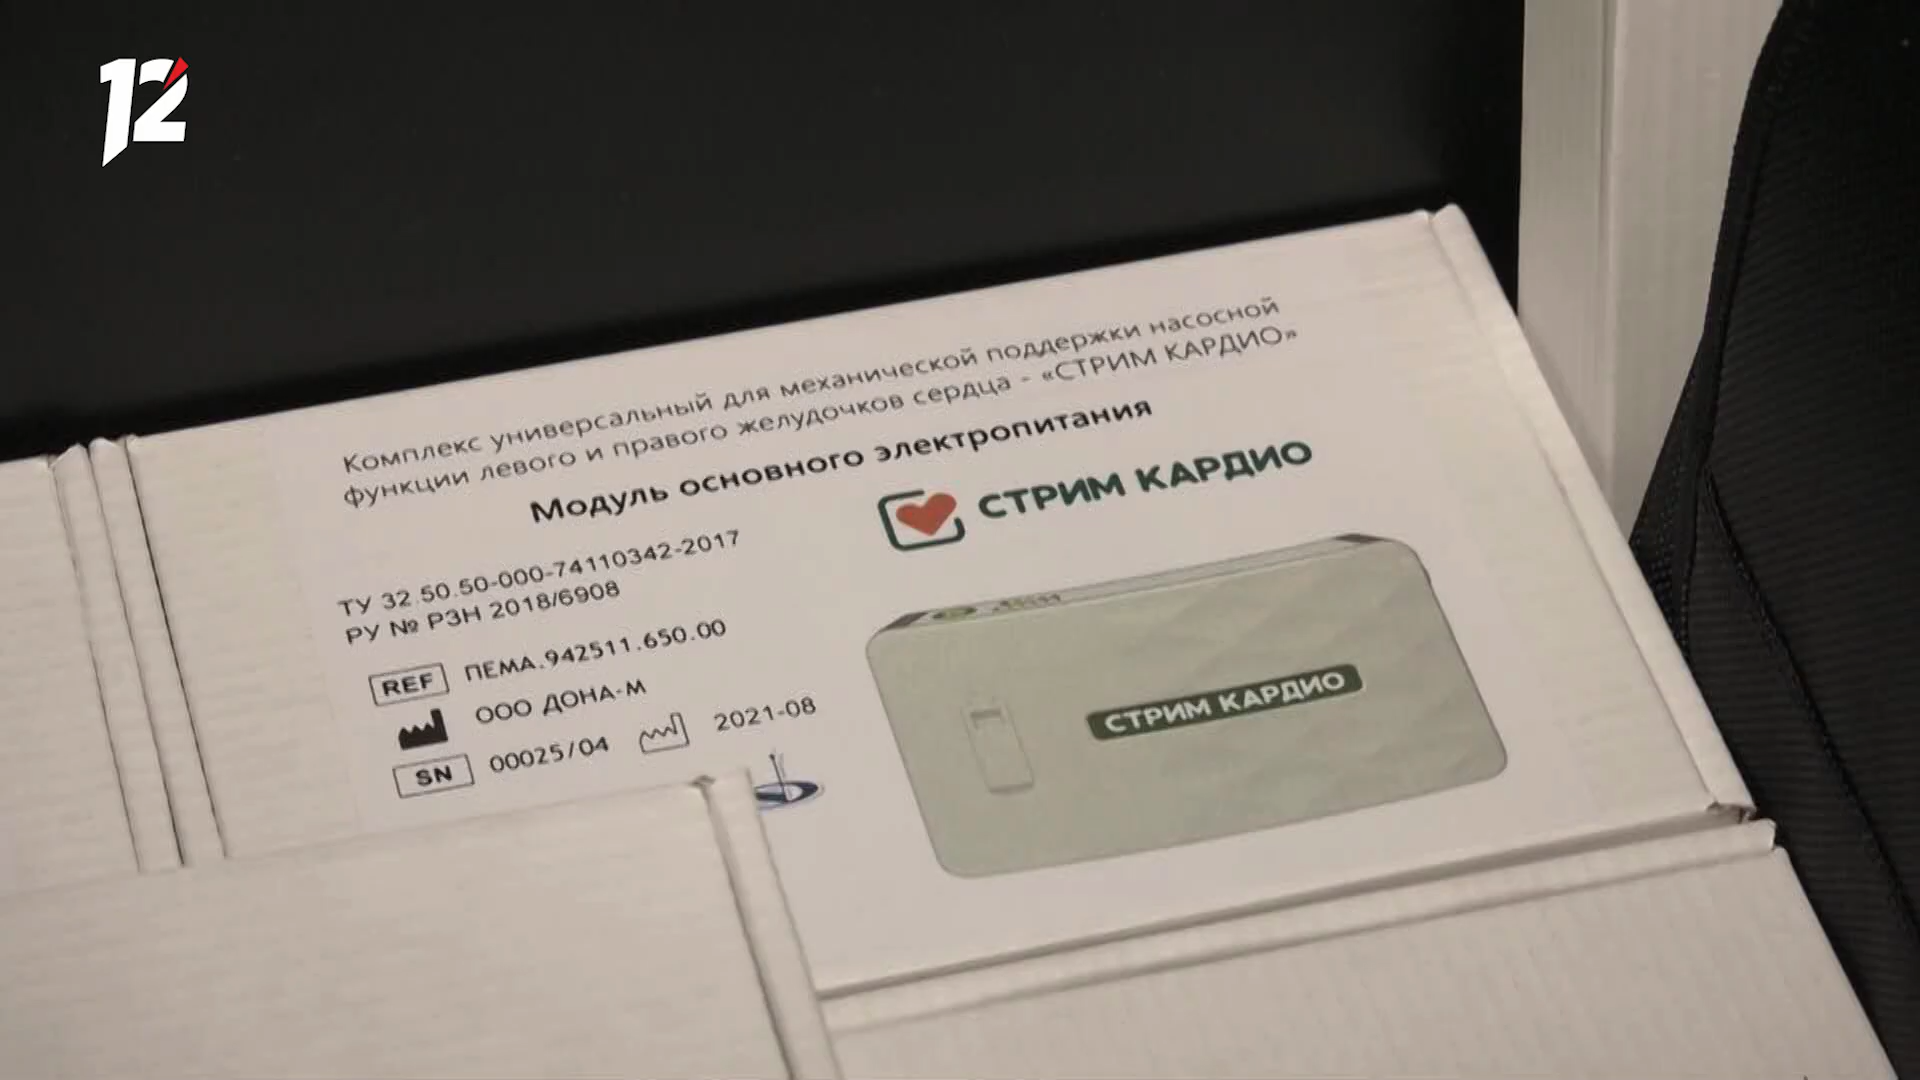 12
Комплекс универсальный для механической поддержки насосной
функции левого и правого желудочков сердца - «СТРИМ КАРДИО»
Модуль основного электропитания
СТРИМ КАРДИО
ТУ 32.50.50-000-74110342-2017
РУ № РЗН 2018/6908
REF ПЕМА.942511.650.00
ООО ДОНА-М
SN 00025/04 2021-08
СТРИМ КАРДИО